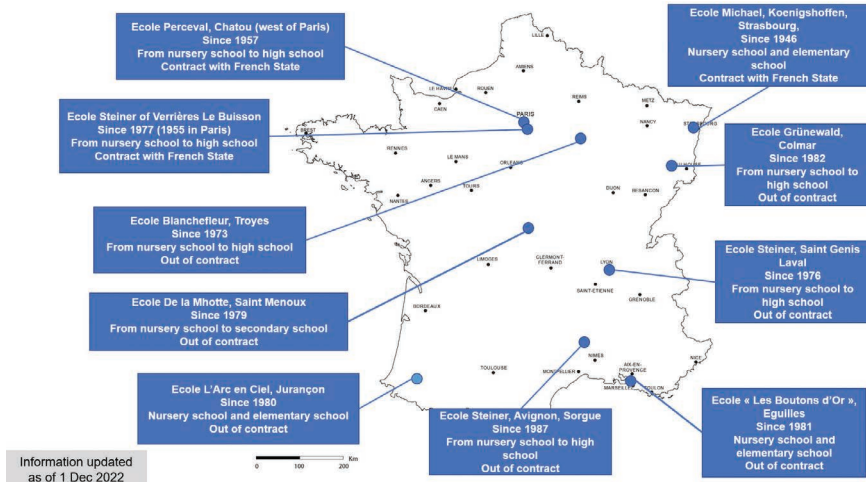 Ecole Perceval, Chatou (west of Paris)
Since 1957
From nursery school to high school
Contract with French State
Ecole Michael, Koenigshoffen,
Strasbourg,
Since 1946
Nursery school and elementary
school
Contract with French State
Ecole Steiner of Verrières Le Buisson
Since 1977 (1955 in Paris)
From nursery school to high school
Contract with French State
Ecole Grünewald,
Colmar
Since 1982
From nursery school to
high school
Out of contract
Ecole Blanchefleur, Troyes
Since 1973
From nursery school to high school
Out of contract
Ecole Steiner, Saint Genis
Laval
Since 1976
From nursery school to
high school
Out of contract
Ecole De la Mhotte, Saint Menoux
Since 1979
From nursery school to secondary school
Out of contract
Ecole L'Arc en Ciel, Jurançon
Since 1980
Nursery school and elementary school
Out of contract
Ecole Steiner, Avignon, Sorgue
Since 1987
From nursery school to high
school
Out of contract
Ecole « Les Boutons d'Or »,
Eguilles
Since 1981
Nursery school and
elementary school
Out of contract
LILLE
AMIENS
LE HAVRE
ROUEN
CAEN
REIMS
METZ
PARIS
NANCY
BREST
RENNES
LE MANS
ORLEANS
ANGERS
TOURS
NANTES
DIJON
BESANCON
LIMOGES
CLERMONT-
FERRAND
LYON
SAINT-ÉTIENNE
GRENOBLE
BORDEAUX
TOULOUSE
MONTPELLIER
NIMES
AIX-EN-
PROVENCE
MARSEILLE
TOULON
NICE
0 100 200 Km
Information updated
as of 1 Dec 2022